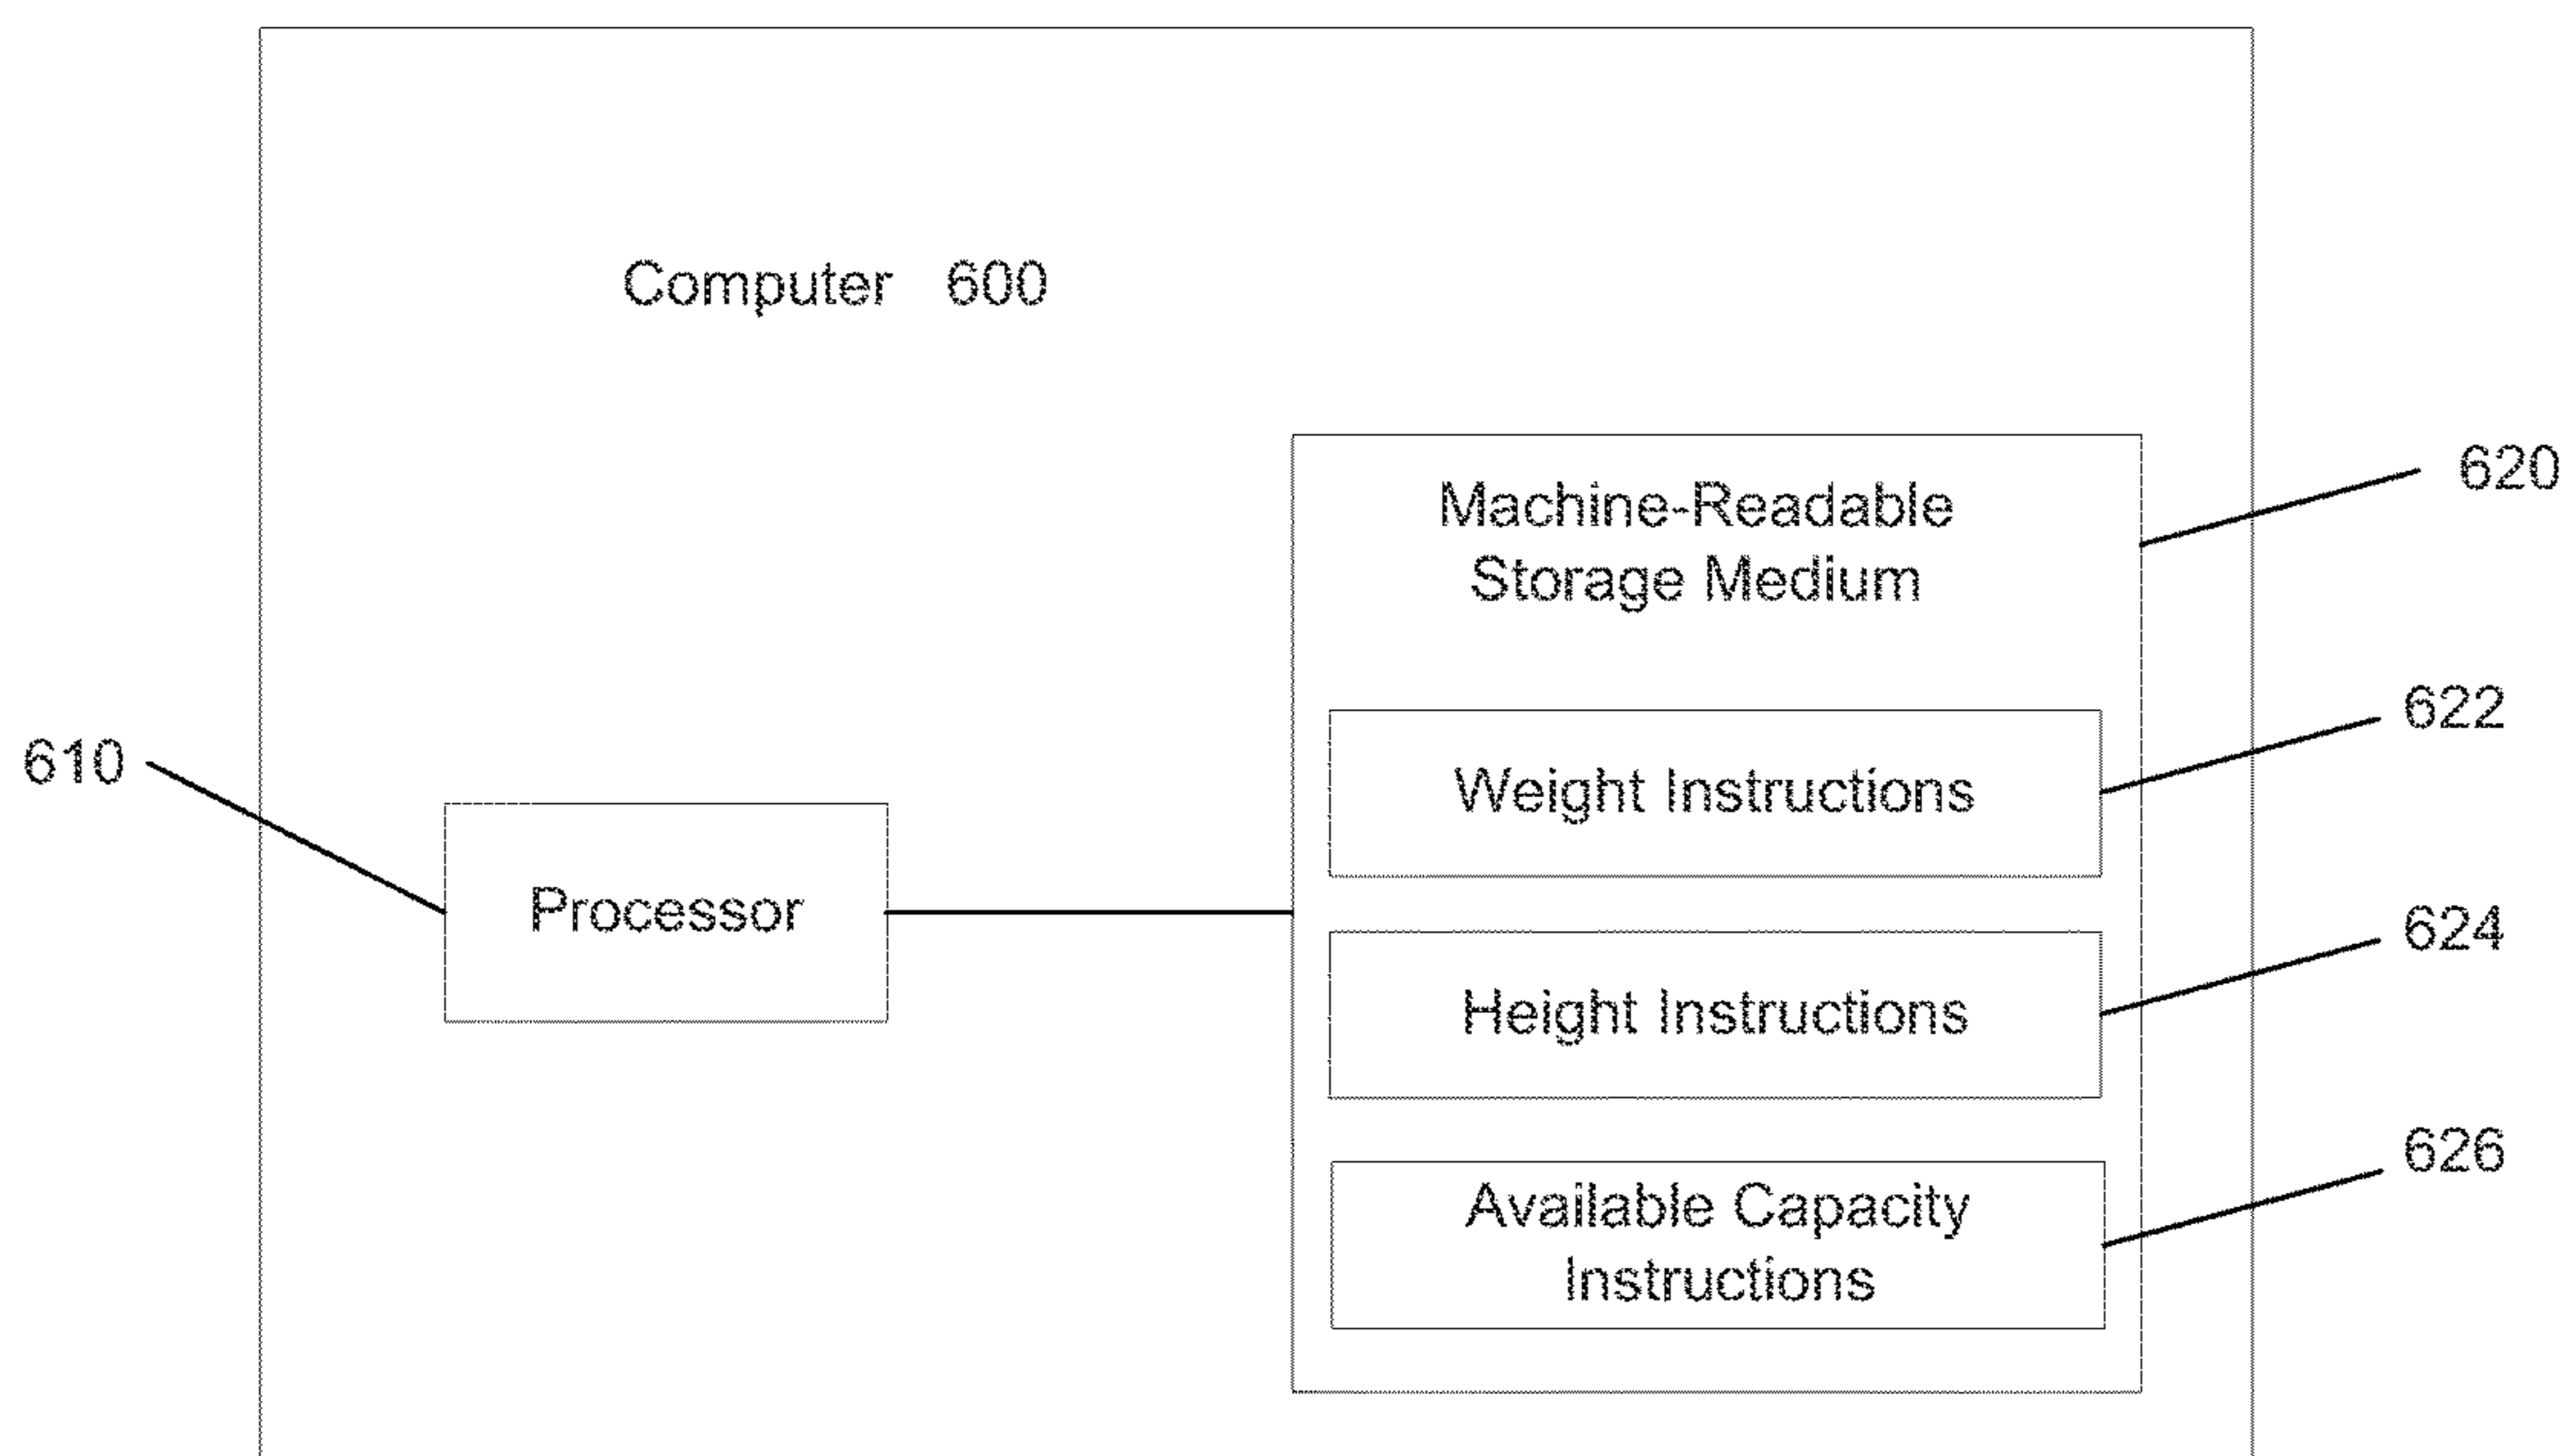 Computer 600
Machine-Readable
Storage Medium
620
Weight Instructions
622
610
Processor
Height Instructions
624
Available Capacity
Instructions
626